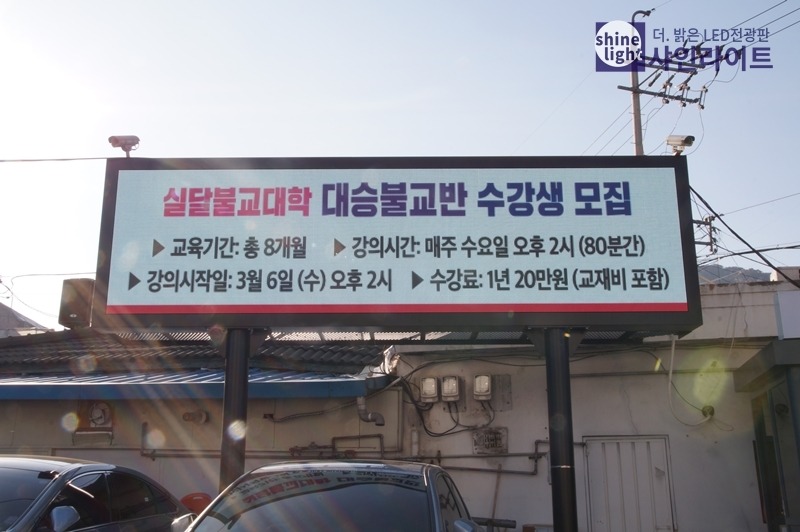 shine light
더. 밝은 LED전광판
샤인라이트
실달불교대학 대승불교반 수강생 모집
▶ 교육기간: 총 8개월 ▶ 강의시간: 매주 수요일 오후 2시 (80분간)
▶ 강의시작일: 3월 6일 (수) 오후 2시 ▶ 수강료: 1년 20만원 (교재비 포함)